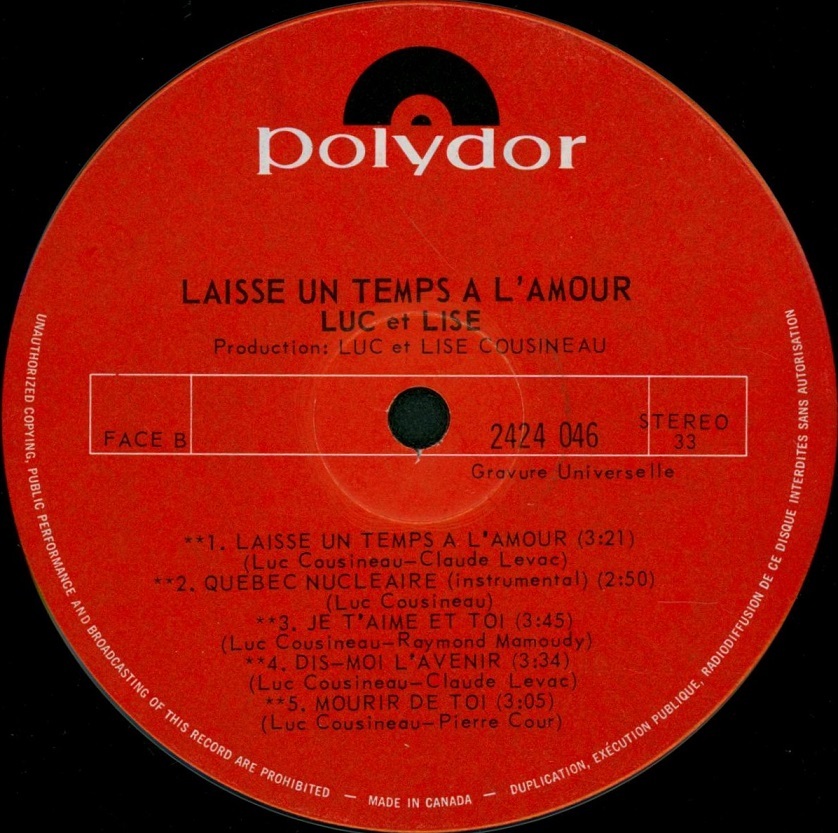 polydor
LAISSE UN TEMPS A L'AMOUR
LUC et LISE
Production: LUC et LISE COUSINEAU
FACE B
2424 046
STEREO
33
Gravure Universelle
**1. LAISSE UN TEMPS A L'AMOUR (3:21)
(Luc Cousineau—Claude Levac)
**2. QUEBEC NUCLEAIRE (instrumental) (2:50)
(Luc Cousineau)
**3. JE T'AIME ET TOI (3:45)
(Luc Cousineau—Raymond Mamoudy)
**4. DIS—MOI L'AVENIR (3:34)
(Luc Cousineau—Claude Levac)
**5. MOURIR DE TOI (3:05)
(Luc Cousineau—Pierre Cour)
UNAUTHORIZED COPYING, PUBLIC PERFORMANCE AND BROADCASTING OF THIS RECORD ARE PROHIBITED — MADE IN CANADA — DUPLICATION, EXÉCUTION PUBLIQUE, RADIODIFFUSION DE CE DISQUE INTERDITES SANS AUTORISATION